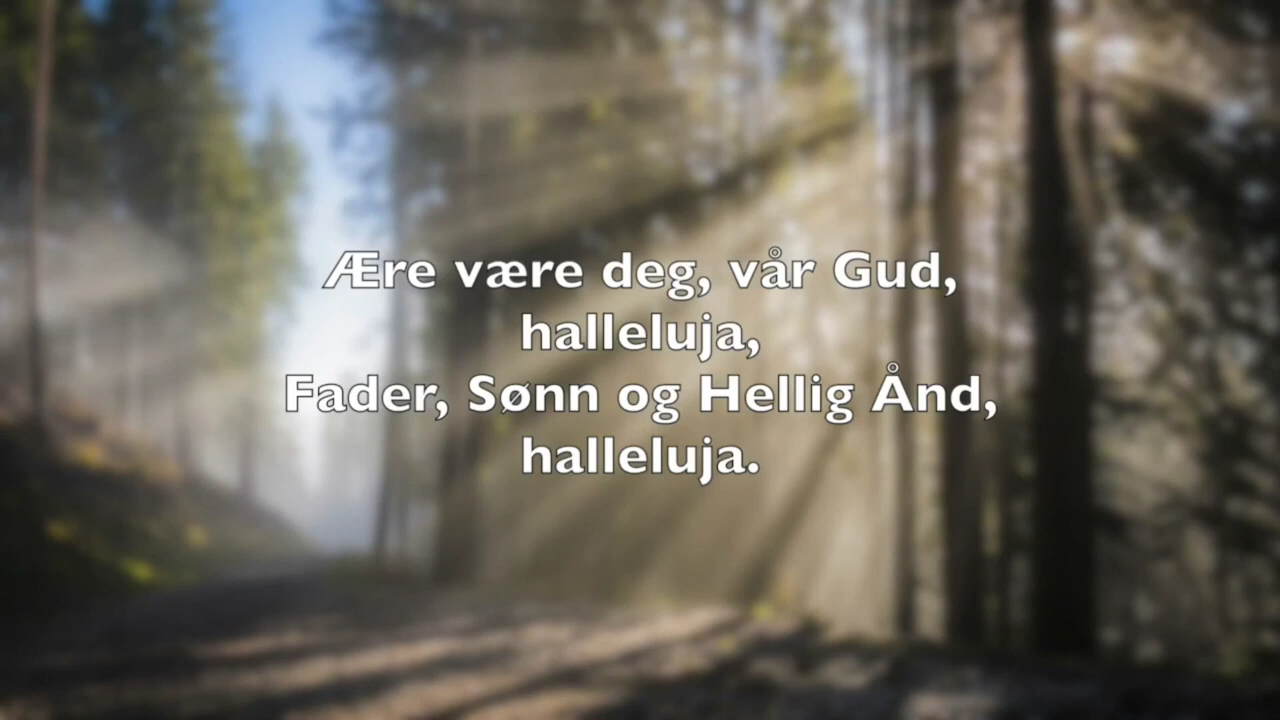 Ære være deg, vår Gud,
halleluja,
Fader, Sønn og Hellig Ånd,
halleluja.